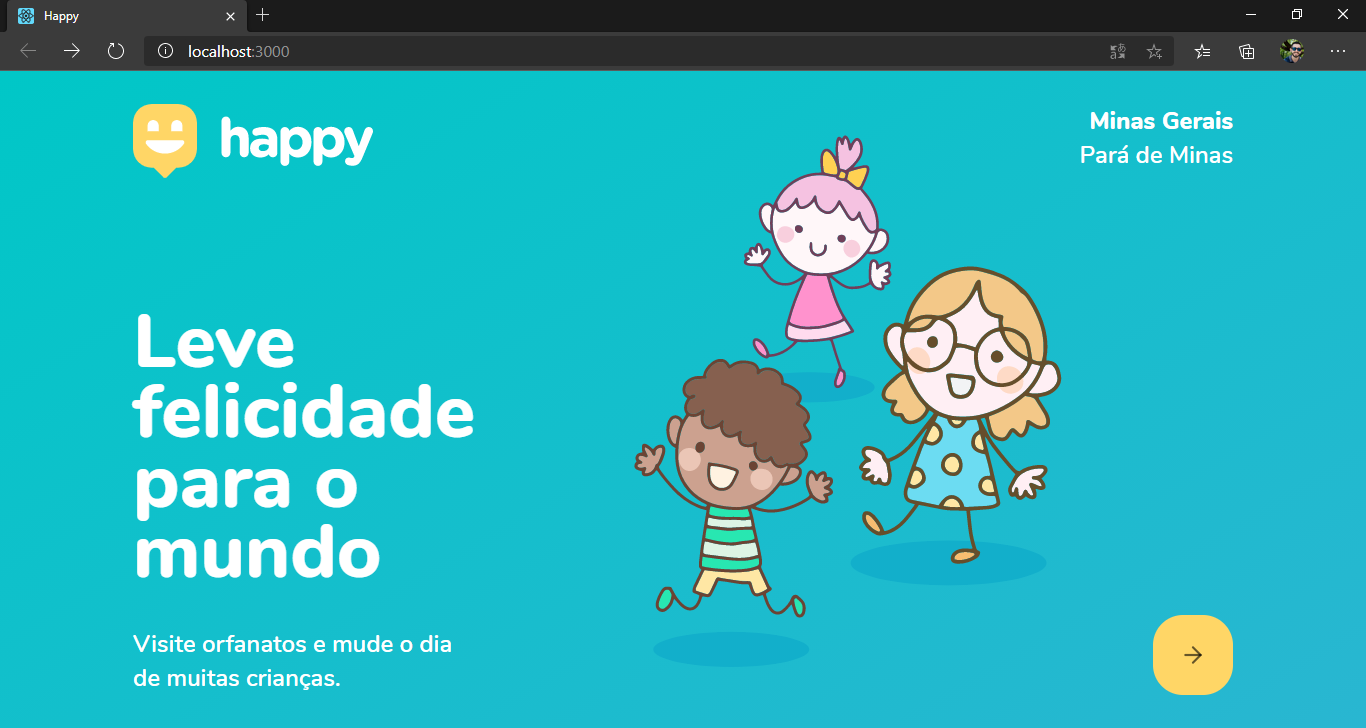 Happy
localhost:3000
happy
Minas Gerais
Pará de Minas
Leve
felicidade
para o
mundo
Visite orfanatos e mude o dia
de muitas crianças.